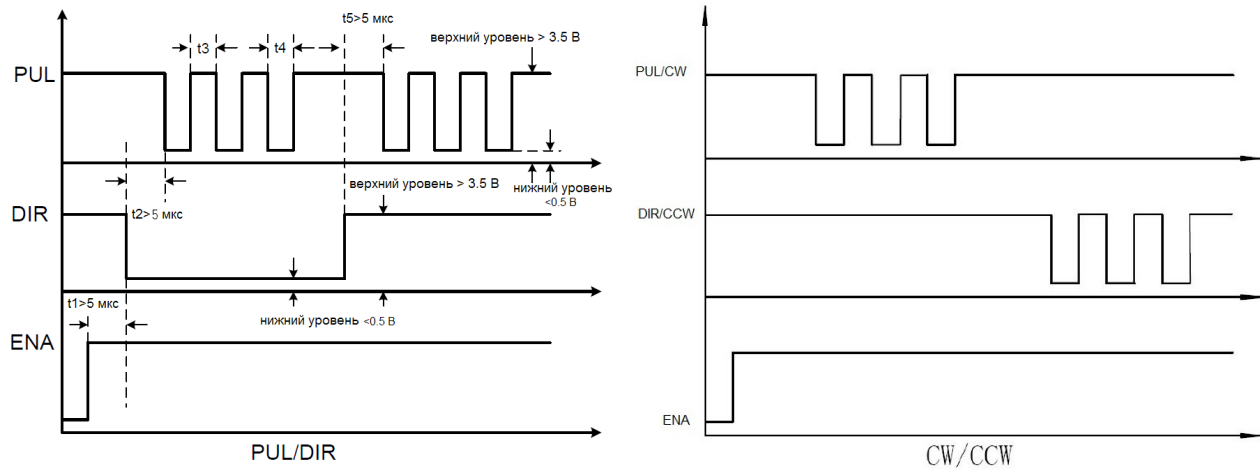 t5>5 мкс
верхний уровень > 3.5 В
t3
t4
PUL
нижний уровень
<0.5 В
верхний уровень > 3.5 В
DIR
t2>5 мкс
t1>5 мкс
нижний уровень <0.5 В
ENA
PUL/DIR
PUL/CW
DIR/CCW
ENA
CW/CCW